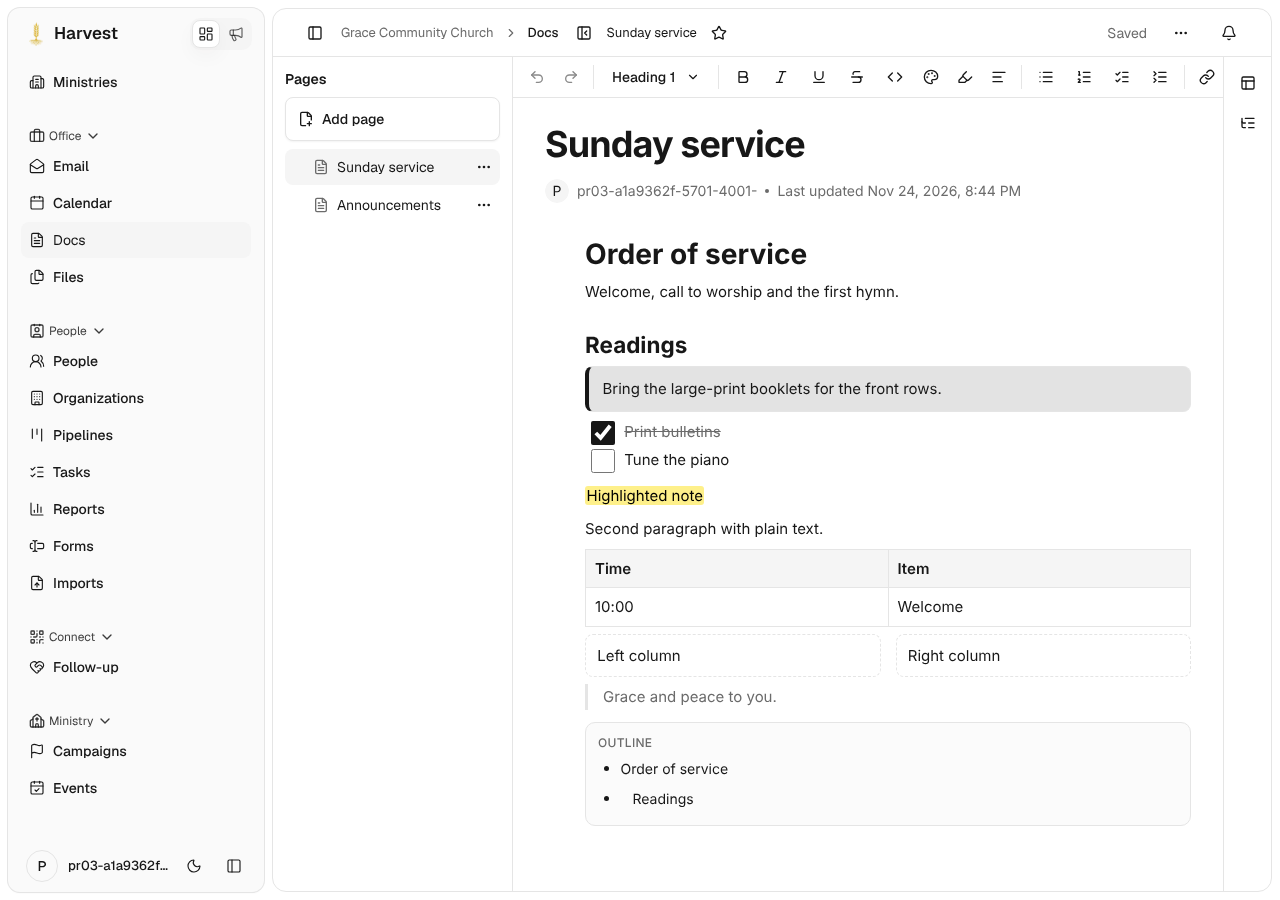 Harvest
Ministries
Office
Email
Calendar
Docs
Files
People
People
Organizations
Pipelines
Tasks
Reports
Forms
Imports
Connect
Follow-up
Ministry
Campaigns
Events
P pr03-a1a9362f...
Grace Community Church > Docs Sunday service
Saved
Pages
Add page
Sunday service
Announcements
Heading 1
Sunday service
P pr03-a1a9362f-5701-4001- • Last updated Nov 24, 2026, 8:44 PM
Order of service
Welcome, call to worship and the first hymn.
Readings
Bring the large-print booklets for the front rows.
Print bulletins
Tune the piano
Highlighted note
Second paragraph with plain text.
Time Item
10:00 Welcome
Left column Right column
Grace and peace to you.
OUTLINE
• Order of service
• Readings